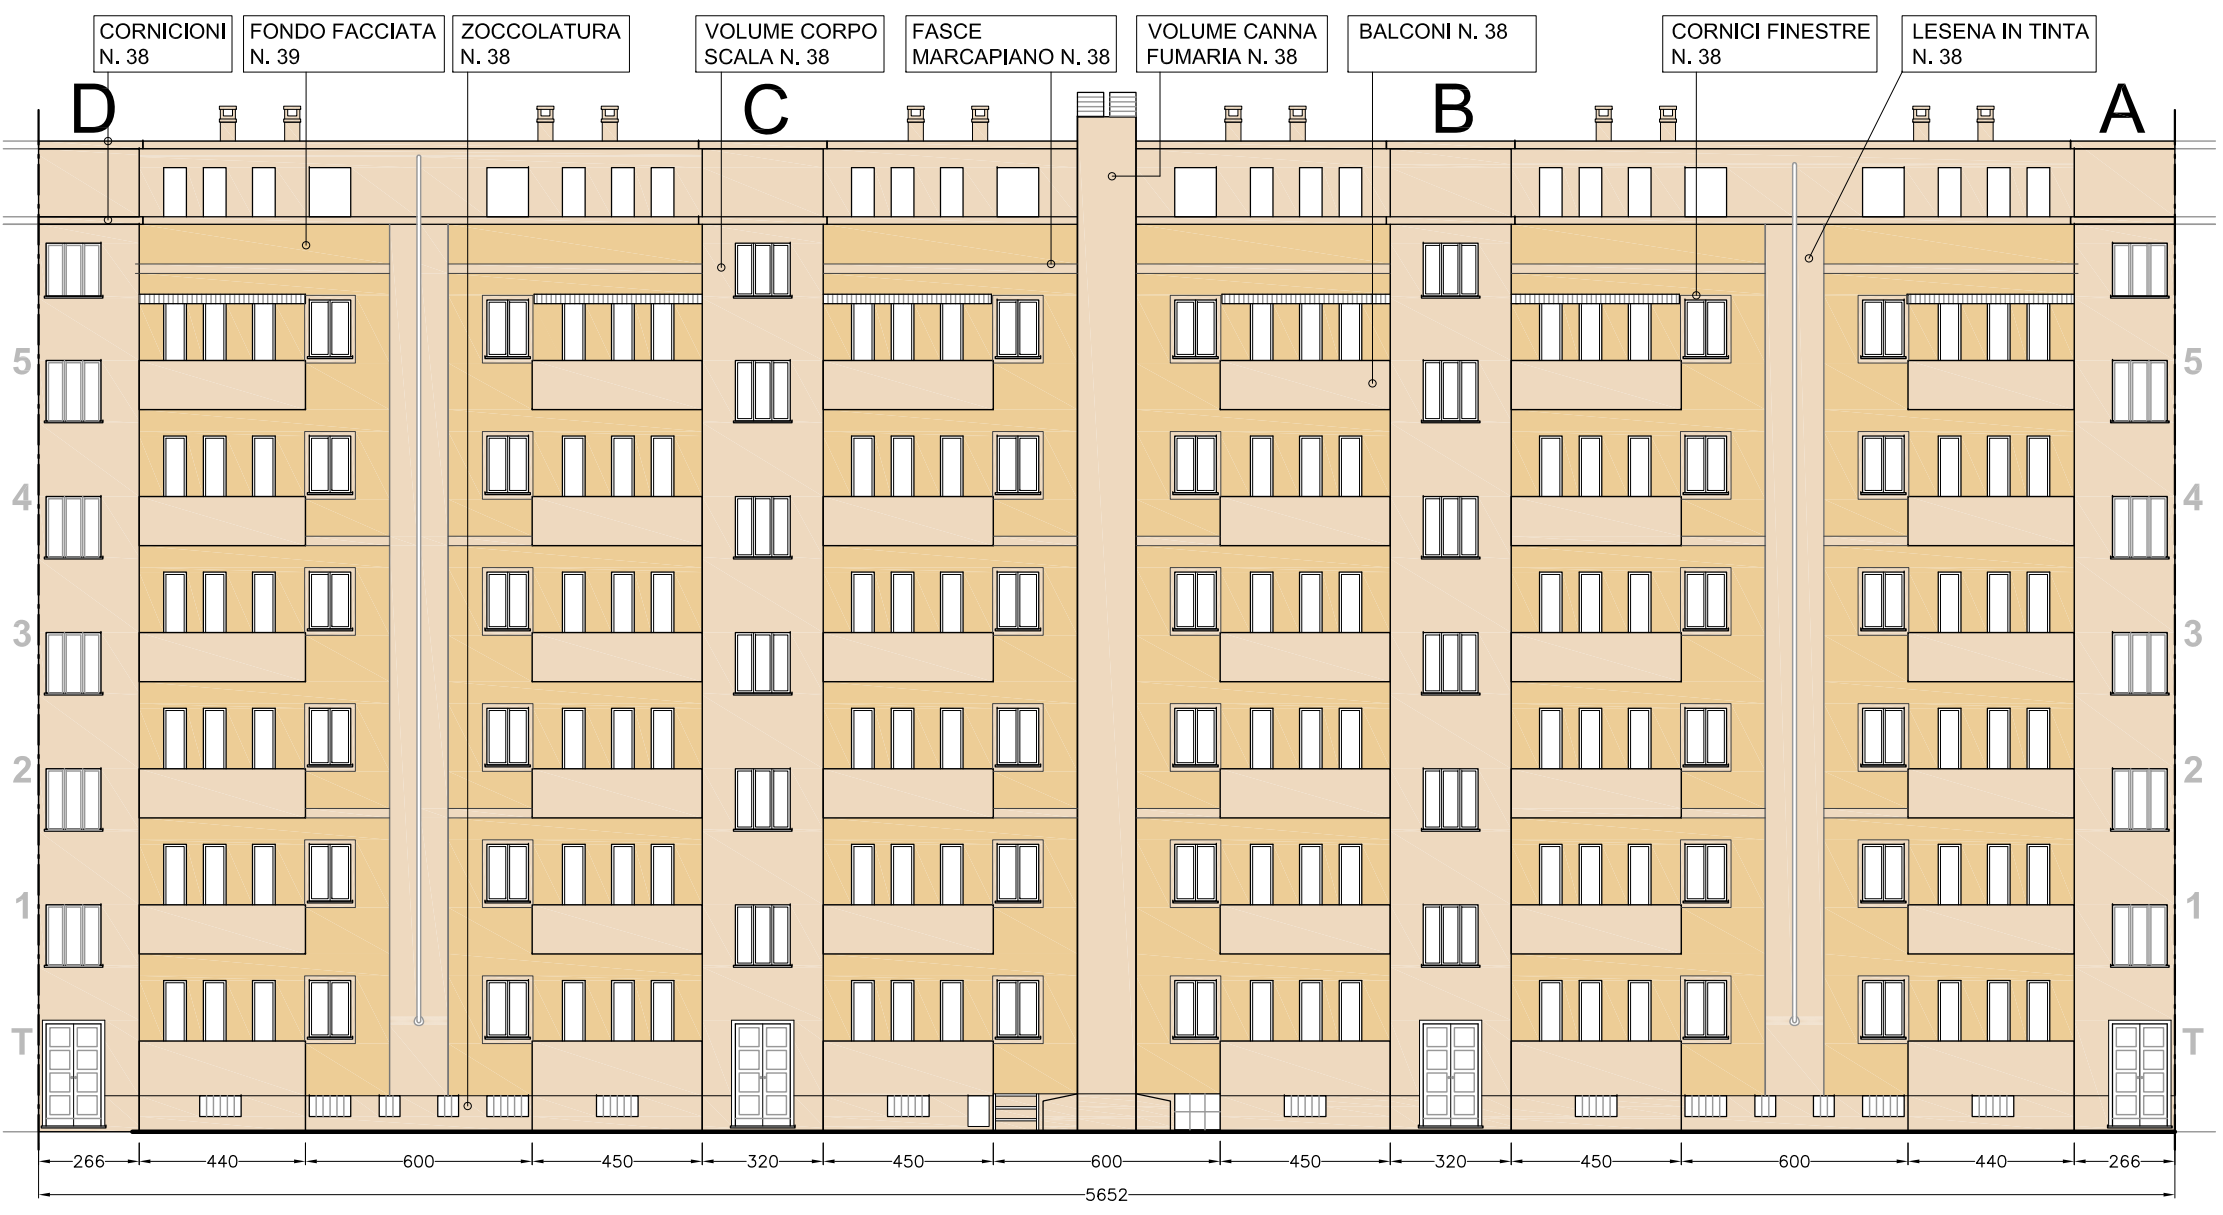 CORNICIONI
N. 38
FONDO FACCIATA
N. 39
ZOCCOLATURA
N. 38
VOLUME CORPO
SCALA N. 38
FASCE
MARCAPIANO N. 38
VOLUME CANNA
FUMARIA N. 38
BALCONI N. 38
CORNICI FINESTRE
N. 38
LESENA IN TINTA
N. 38
D C B A
5 5
4 4
3 3
2 2
1 1
T T
266 440 600 450 320 450 600 450 320 450 600 440 266
5652